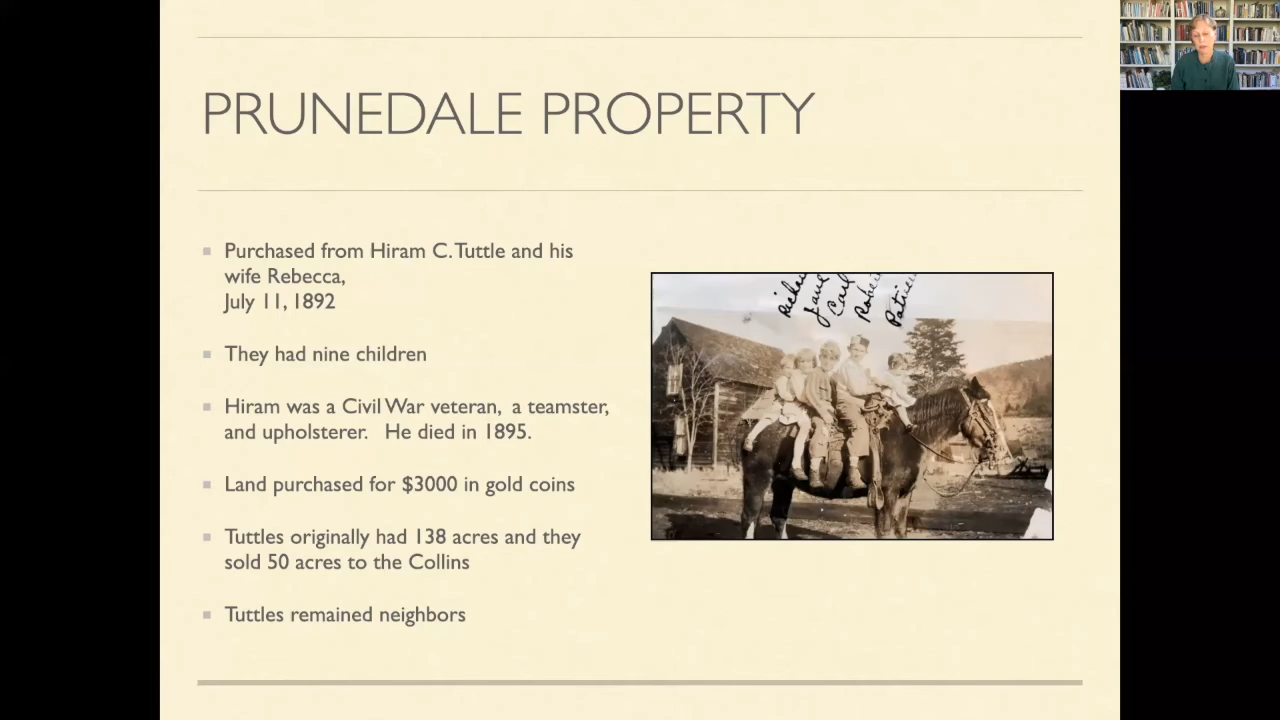 PRUNEDALE PROPERTY
Purchased from Hiram C. Tuttle and his
wife Rebecca,
July 11, 1892
They had nine children
Hiram was a Civil War veteran, a teamster,
and upholsterer. He died in 1895.
Land purchased for $3000 in gold coins
Tuttles originally had 138 acres and they
sold 50 acres to the Collins
Tuttles remained neighbors
Jane
Carl